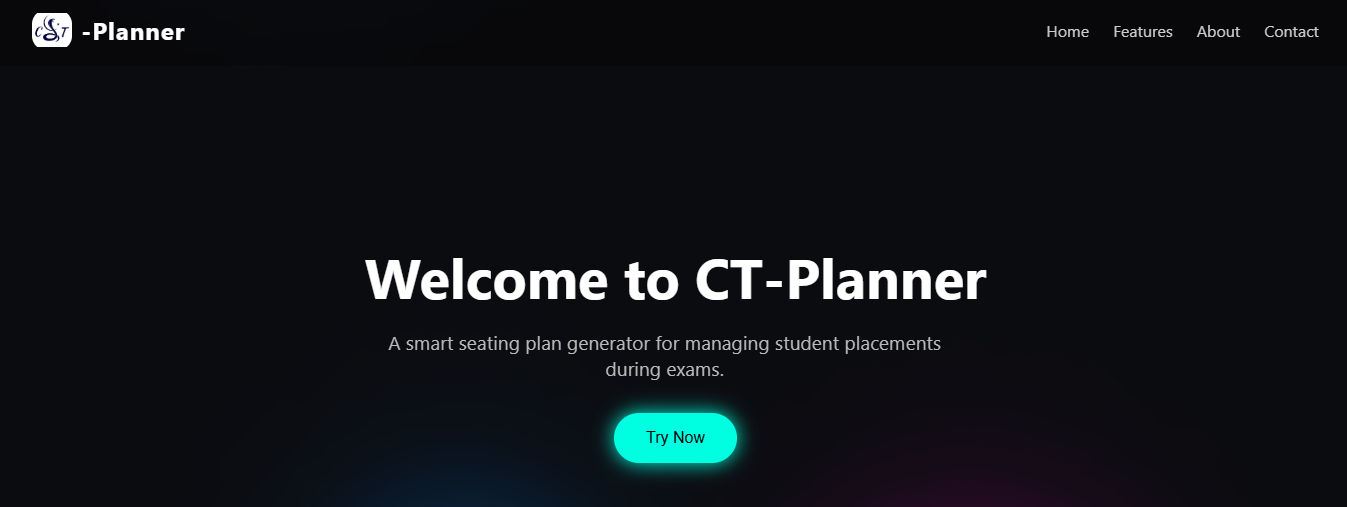 CST -Planner
Home Features About Contact
Welcome to CT-Planner
A smart seating plan generator for managing student placements
during exams.
Try Now